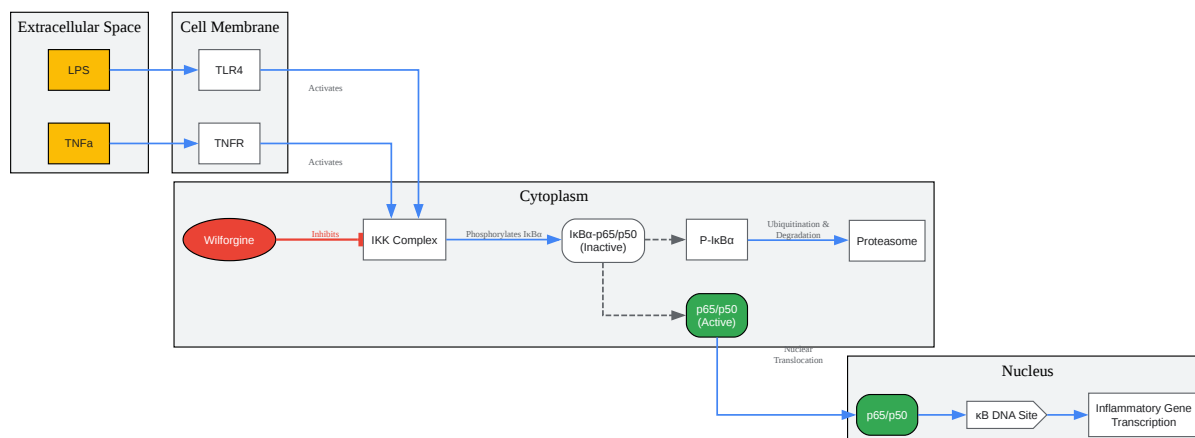 Extracellular Space
Cell Membrane
LPS
TLR4
Activates
TNFa
TNFR
Activates
Cytoplasm
Wilforgine
Inhibits
IKK Complex
Phosphorylates IκBα
IκBα-p65/p50
(Inactive)
P-IκBα
Ubiquitination &
Degradation
Proteasome
p65/p50
(Active)
Nuclear
Translocation
Nucleus
p65/p50
κB DNA Site
Inflammatory Gene
Transcription